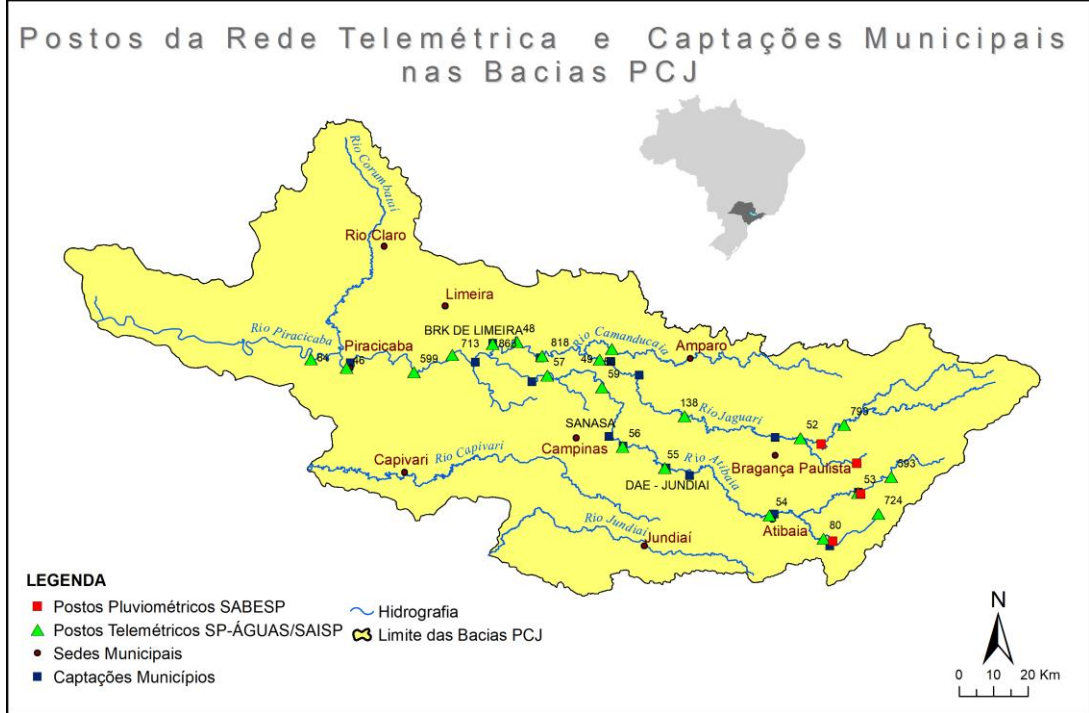 Postos da Rede Telemétrica e Captações Municipais
nas Bacias PCJ
Rio Corumbataí
Rio Claro
Limeira
Rio Piracicaba
Piracicaba
64
46
599
BRK DE LIMEIRA
713
868
48
818
57
Rio Camanducaia
Amparo
49
59
138
Rio Jaguari
SANASA
Campinas
56
52
798
Capivari
Rio Capivari
55
DAE - JUNDIAI
Rio Atibaia
Bragança Paulista
593
53
724
54
Atibaia
80
Rio Jundiaí
Jundiaí
LEGENDA
Postos Pluviométricos SABESP
Postos Telemétricos SP-ÁGUAS/SAISP
Sedes Municipais
Captações Municípios
Hidrografia
Limite das Bacias PCJ
N
0 10 20 Km